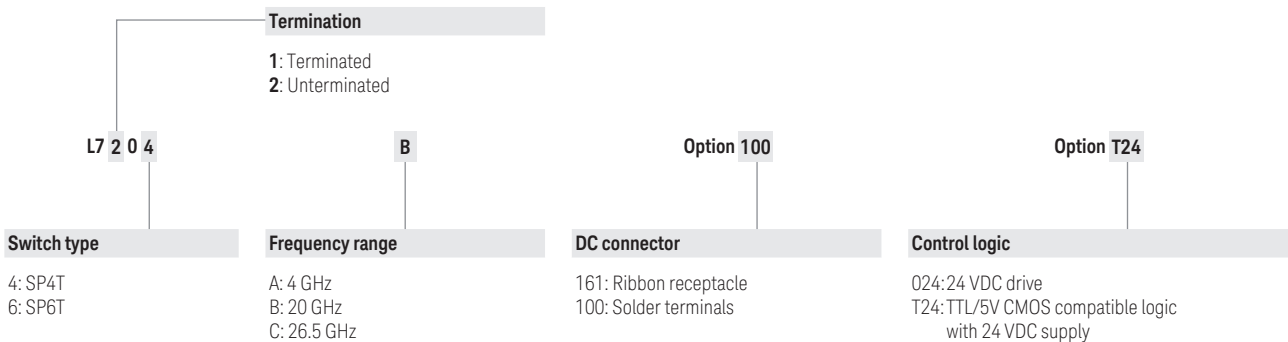 Termination
1: Terminated
2: Unterminated
L7 2 0 4
B
Option 100
Option T24
Switch type
4: SP4T
6: SP6T
Frequency range
A: 4 GHz
B: 20 GHz
C: 26.5 GHz
DC connector
161: Ribbon receptacle
100: Solder terminals
Control logic
024: 24 VDC drive
T24: TTL/5V CMOS compatible logic
with 24 VDC supply